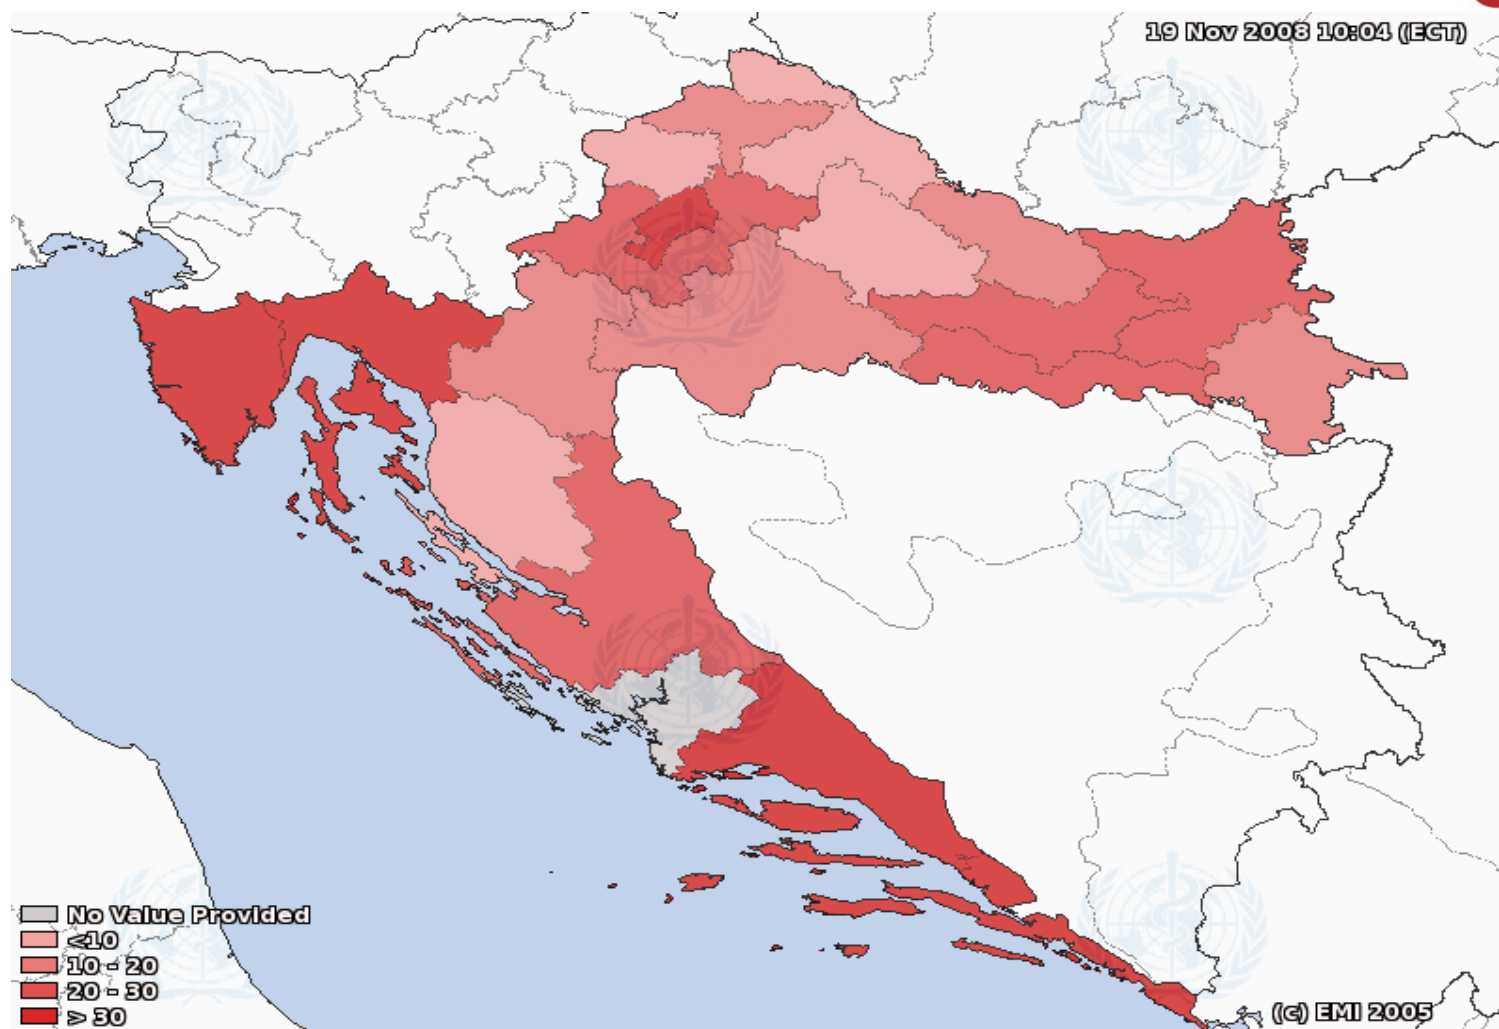 19 Nov 2008 10:04 (ECT)
No Value Provided
<10
10 - 20
20 - 30
> 30
(c) EMI 2005